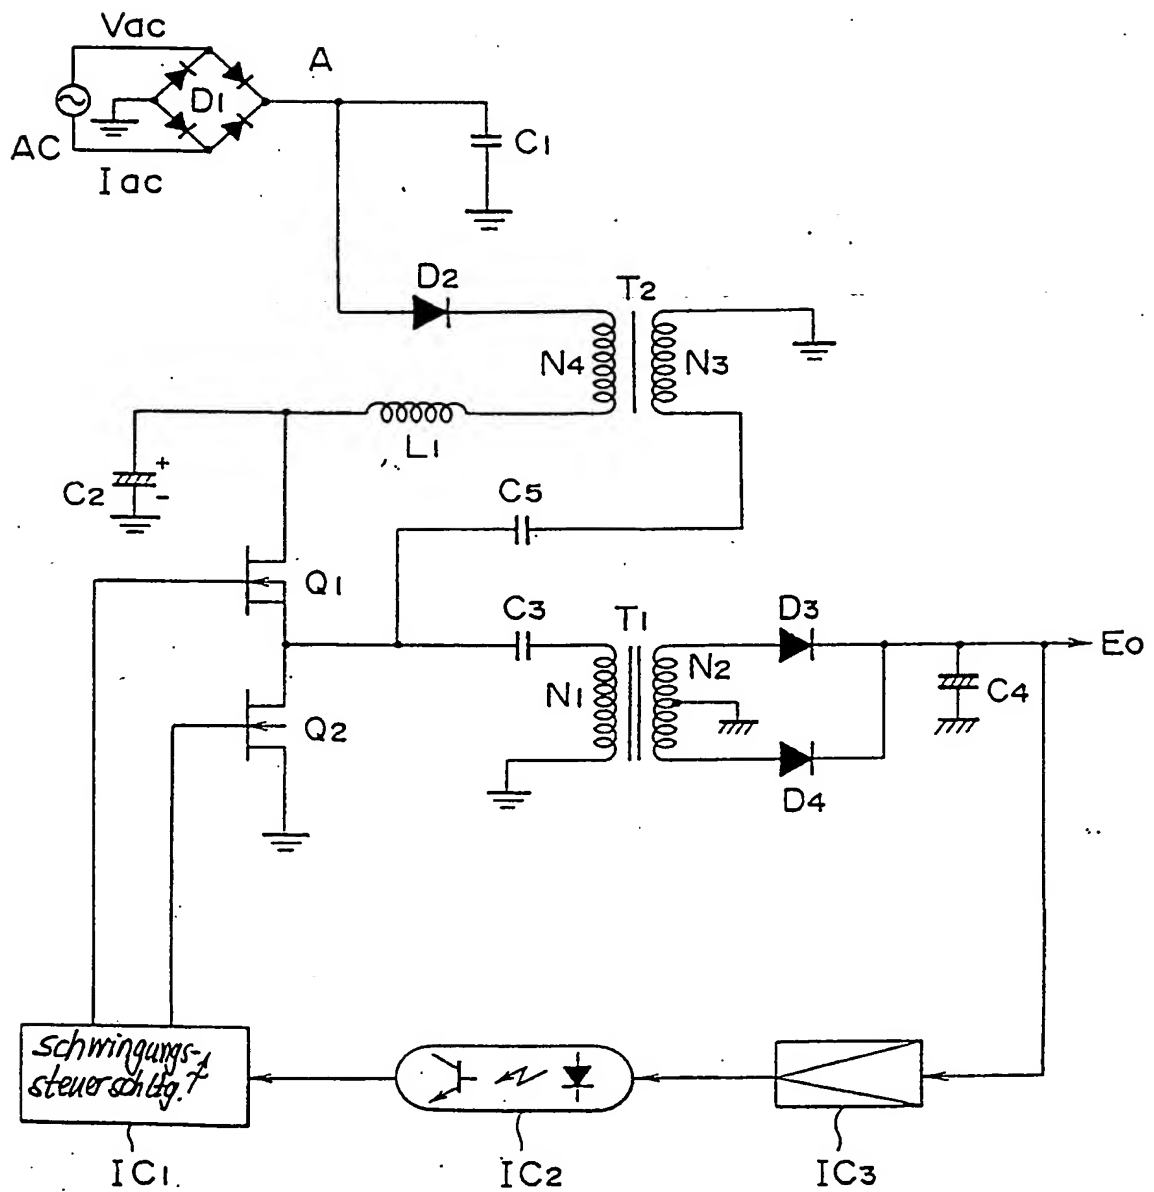 Vac
A
D1
AC
C1
Iac
D2
T2
N4
N3
L1
+
C2
-
C5
Q1
C3
T1
D3
Eo
N1
N2
C4
Q2
D4
Schwingungs-
steuerschltg.
IC1.
IC2
IC3